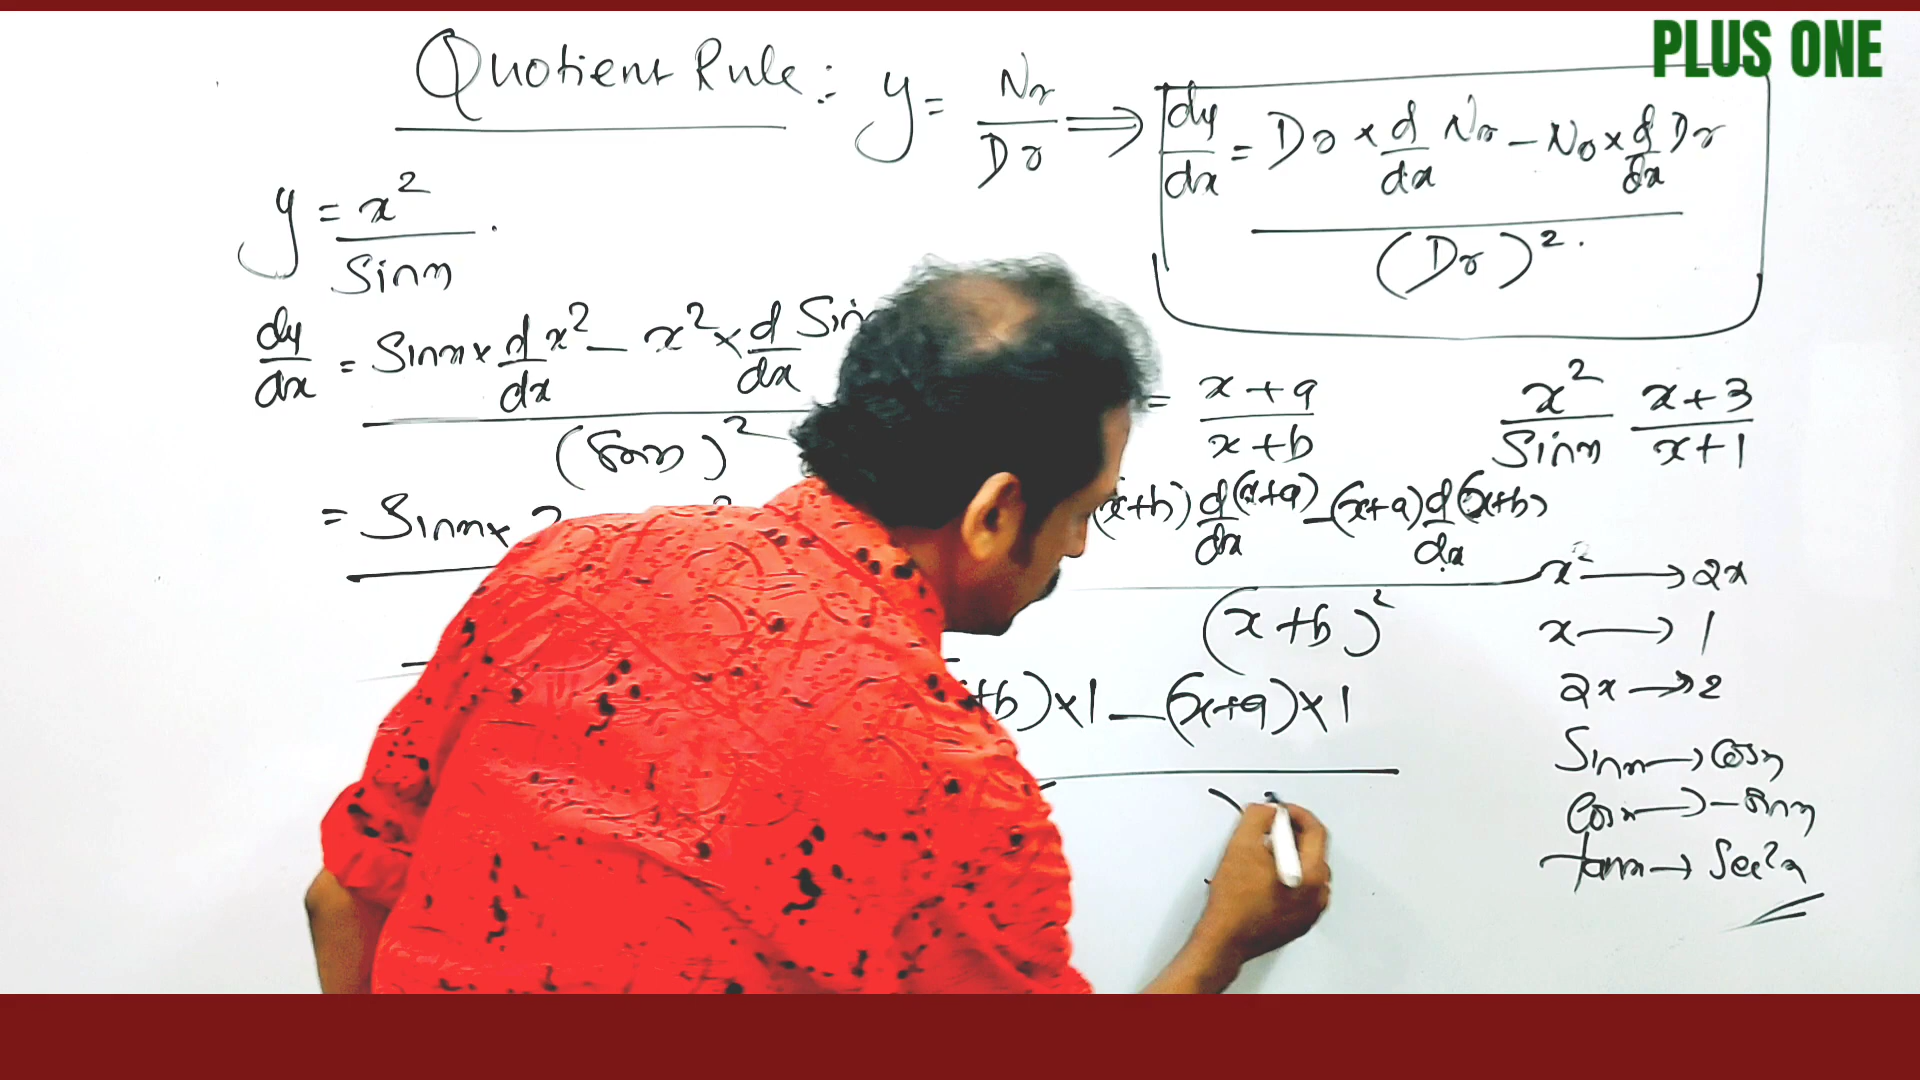 PLUS ONE
Quotient Rule :- y = Nr / Dr ⟹ dy/dx = Dr × d/dx Nr − Nr × d/dx Dr / (Dr)².
y = x² / Sinx .
dy/dx = Sinx × d/dx x² − x² × d/dx Sin
(Sinx)²
= Sinx × 2
= x + a / x + b
(x+b) d/dx (x+a) − (x+a) d/dx (x+b)
(x + b)²
+b) × 1 − (x+a) × 1
x² / Sinx x + 3 / x + 1
x² → 2x
x → 1
2x → 2
Sinx → Cosx
Cosx → − Sinx
tanx → Sec²x